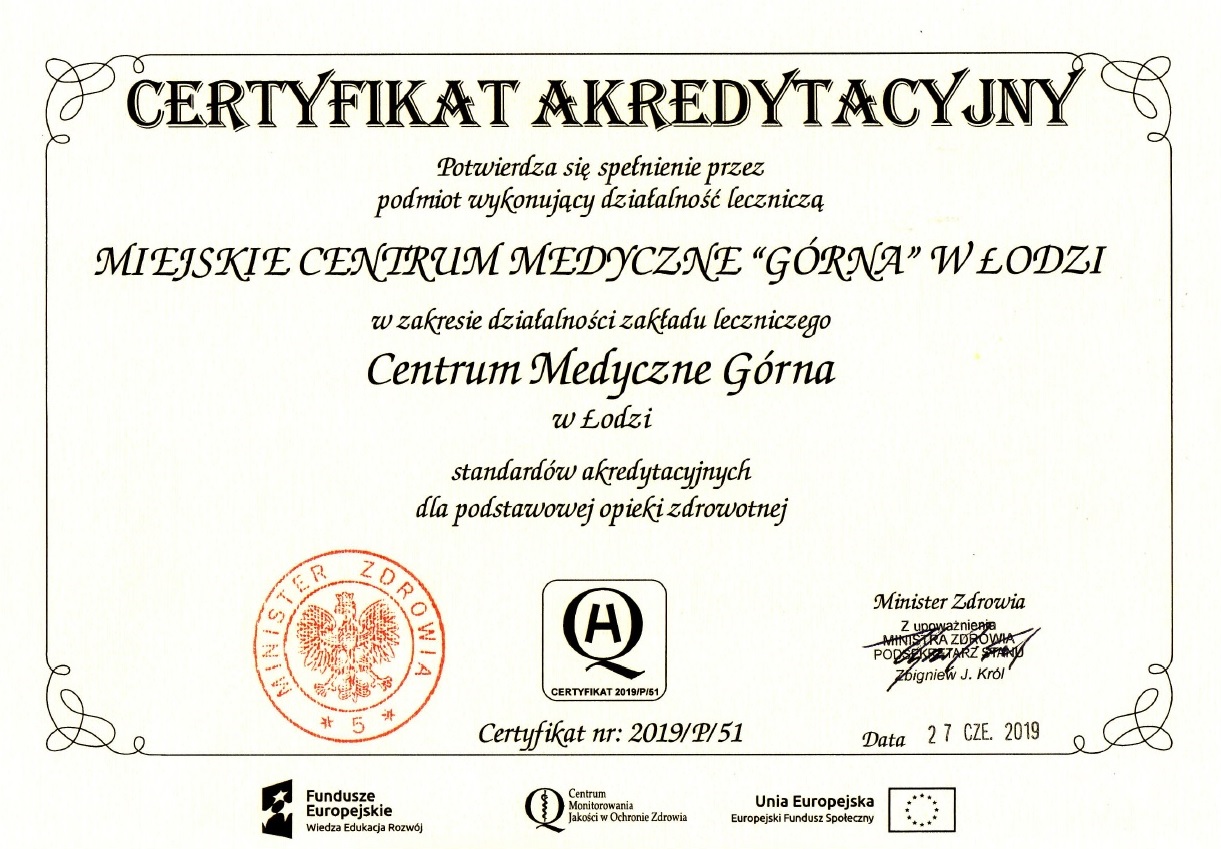 CERTYFIKAT AKREDYTACYJNY
Potwierdza się spełnienie przez
podmiot wykonujący działalność leczniczą
MIEJSKIE CENTRUM MEDYCZNE “GÓRNA” W ŁODZI
w zakresie działalności zakładu leczniczego
Centrum Medyczne Górna
w Łodzi
standardów akredytacyjnych
dla podstawowej opieki zdrowotnej
MINISTER ZDROWIA
* 5 *
QH
CERTYFIKAT 2019/P/51
Certyfikat nr: 2019/P/51
Minister Zdrowia
Z upoważnienia
MINISTRA ZDROWIA
PODSEKRETARZ STANU
Zbigniew J. Król
Data 27 CZE. 2019
Fundusze
Europejskie
Wiedza Edukacja Rozwój
Centrum
Monitorowania
Jakości w Ochronie Zdrowia
Unia Europejska
Europejski Fundusz Społeczny